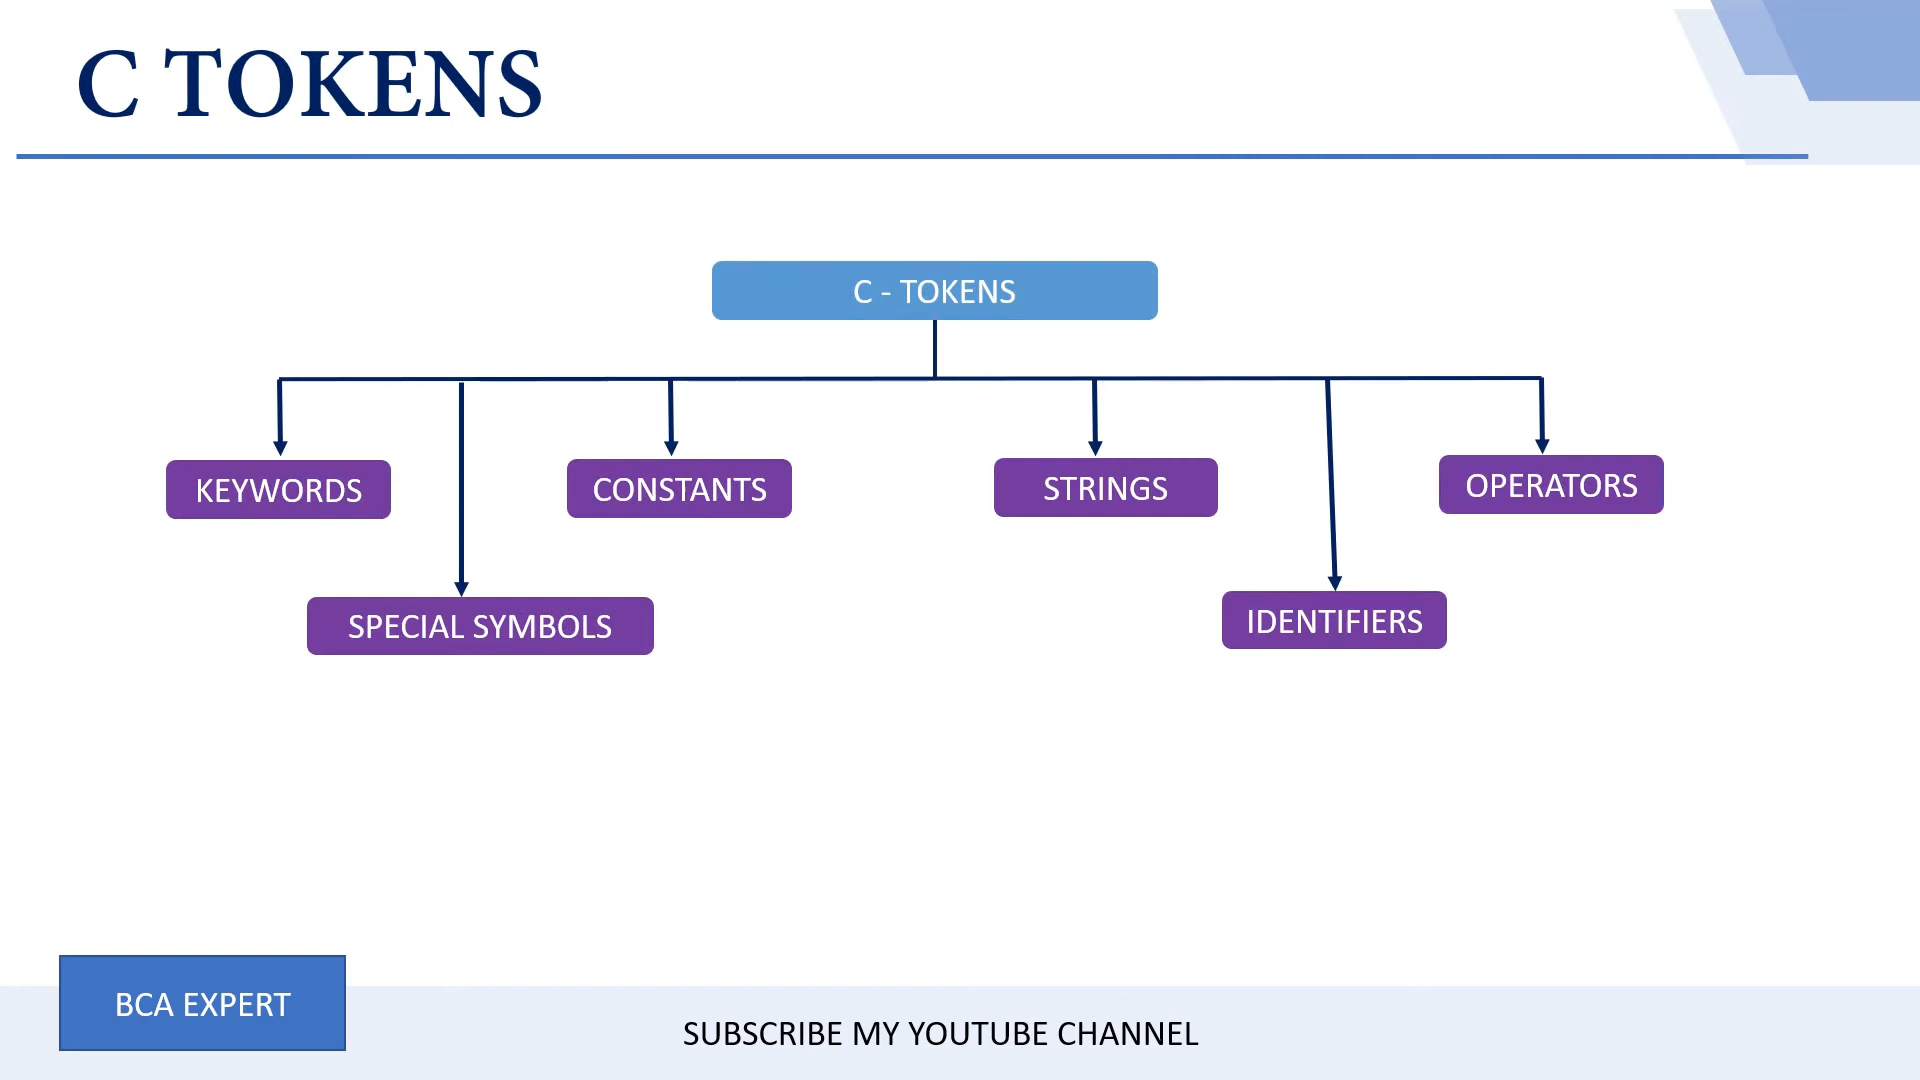 C TOKENS
C - TOKENS
KEYWORDS
CONSTANTS
STRINGS
OPERATORS
SPECIAL SYMBOLS
IDENTIFIERS
BCA EXPERT
SUBSCRIBE MY YOUTUBE CHANNEL